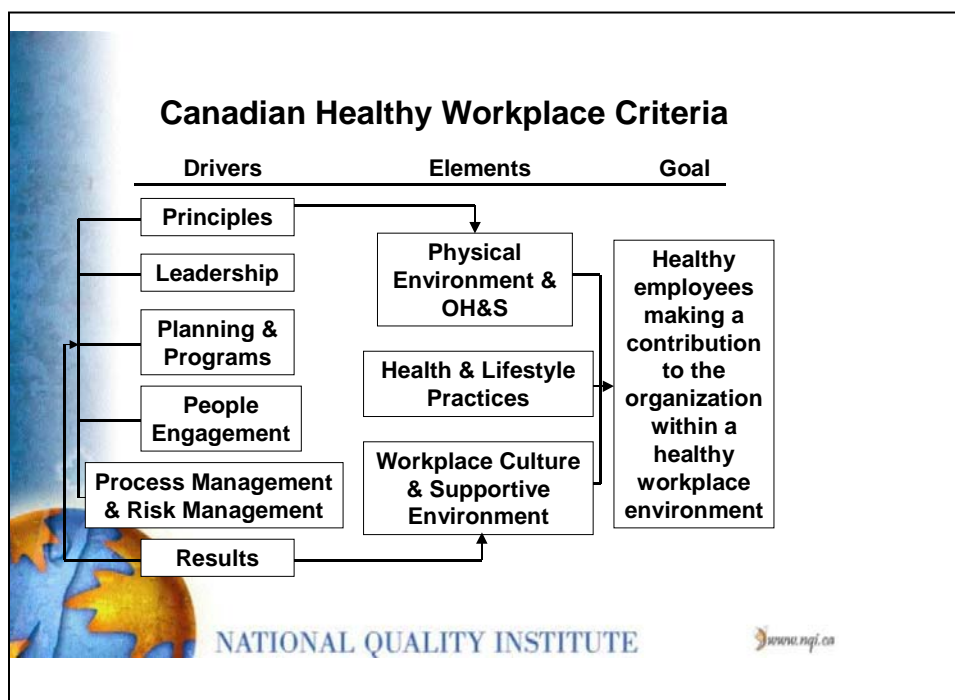 Canadian Healthy Workplace Criteria
Drivers
Elements
Goal
Principles
Leadership
Planning &
Programs
People
Engagement
Process Management
& Risk Management
Results
Physical
Environment &
OH&S
Health & Lifestyle
Practices
Workplace Culture
& Supportive
Environment
Healthy
employees
making a
contribution
to the
organization
within a
healthy
workplace
environment
NATIONAL QUALITY INSTITUTE
www.nqi.ca